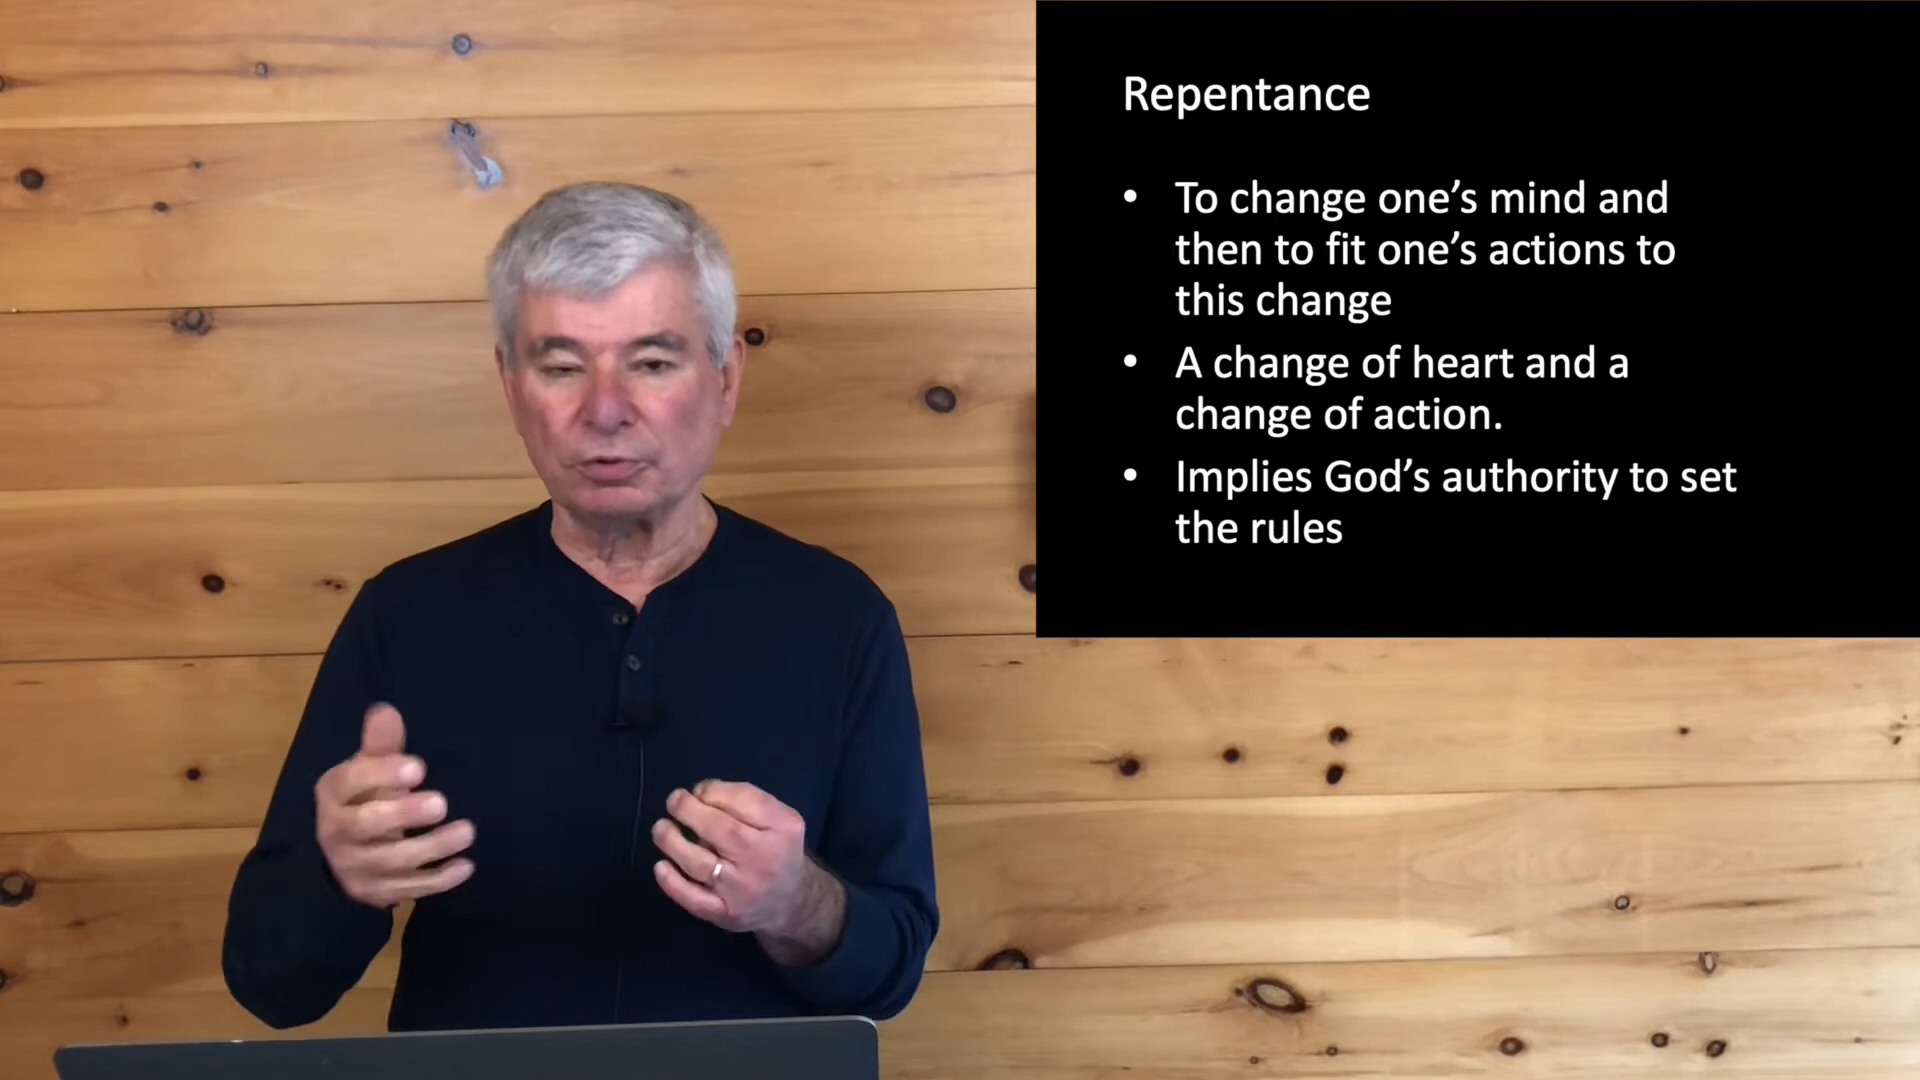 Repentance
• To change one’s mind and
then to fit one’s actions to
this change
• A change of heart and a
change of action.
• Implies God’s authority to set
the rules